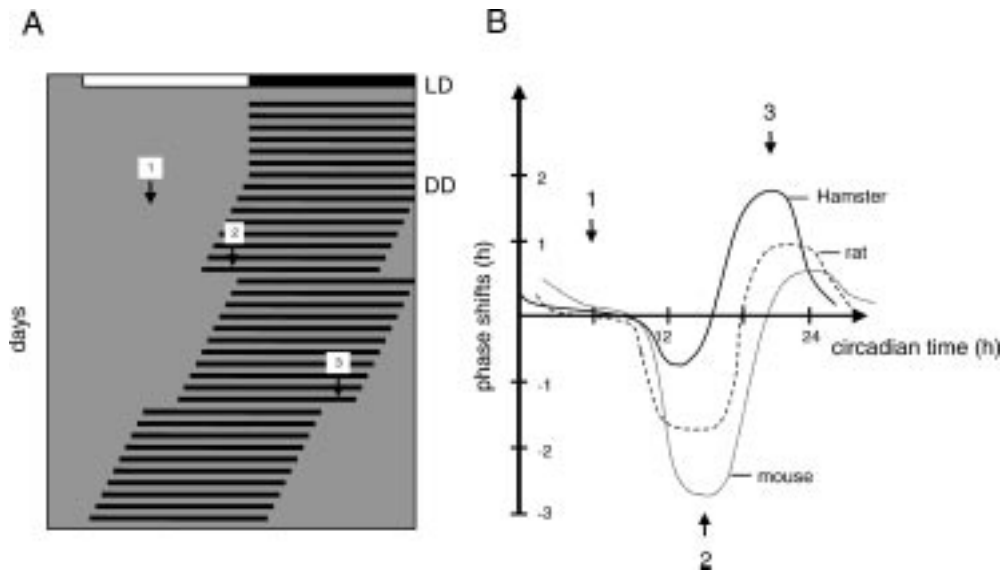 A
LD
1
DD
2
3
days
B
3
2
Hamster
1
1
rat
phase shifts (h)
12
24
circadian time (h)
-1
-2
mouse
-3
2